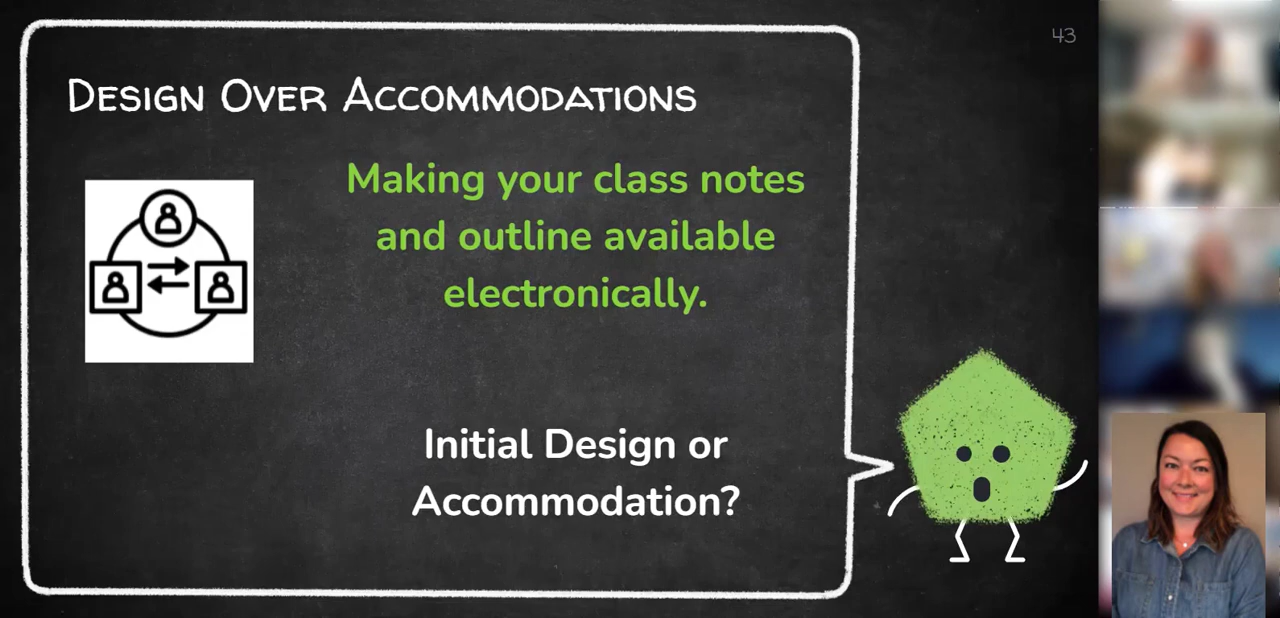 43
Design Over Accommodations
Making your class notes
and outline available
electronically.
Initial Design or
Accommodation?